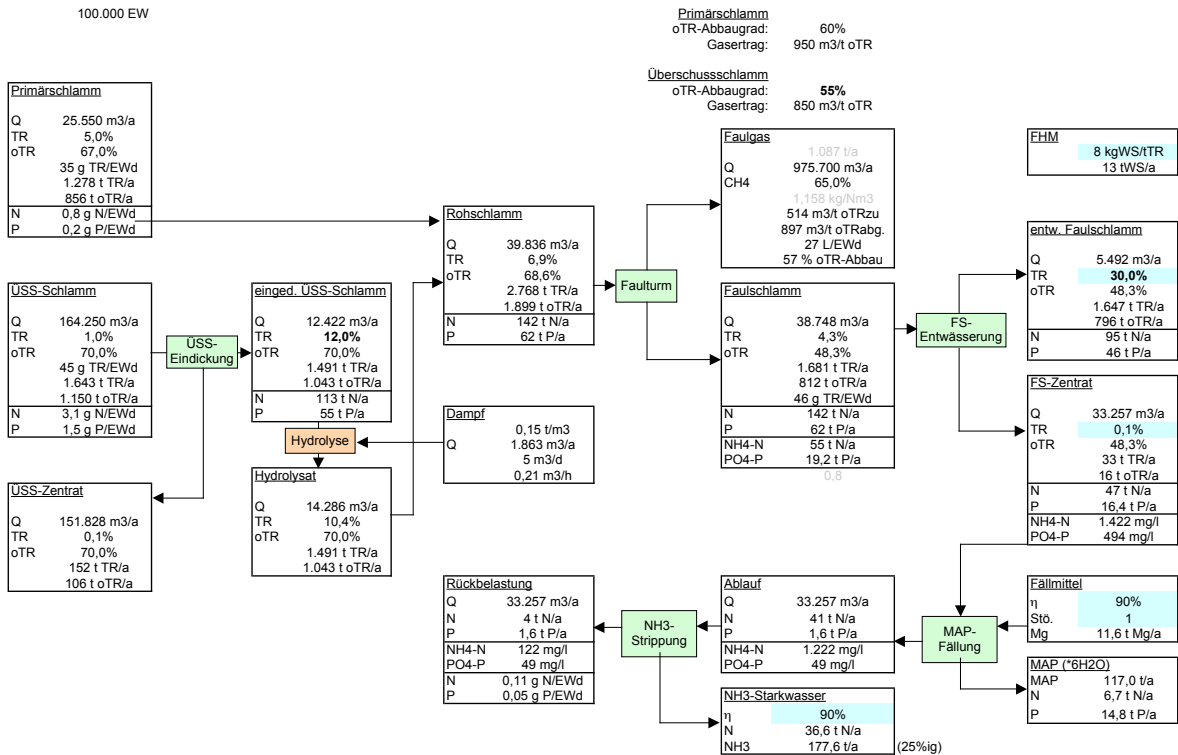 100.000 EW
Primärschlamm
oTR-Abbaugrad: 60%
Gasertrag: 950 m3/t oTR
Überschussschlamm
oTR-Abbaugrad: 55%
Gasertrag: 850 m3/t oTR
Primärschlamm
Q 25.550 m3/a
TR 5,0%
oTR 67,0%
35 g TR/EWd
1.278 t TR/a
856 t oTR/a
N 0,8 g N/EWd
P 0,2 g P/EWd
ÜSS-Schlamm
Q 164.250 m3/a
TR 1,0%
oTR 70,0%
45 g TR/EWd
1.643 t TR/a
1.150 t oTR/a
N 3,1 g N/EWd
P 1,5 g P/EWd
ÜSS-
Eindickung
ÜSS-Zentrat
Q 151.828 m3/a
TR 0,1%
oTR 70,0%
152 t TR/a
106 t oTR/a
einged. ÜSS-Schlamm
Q 12.422 m3/a
TR 12,0%
oTR 70,0%
1.491 t TR/a
1.043 t oTR/a
N 113 t N/a
P 55 t P/a
Hydrolyse
Hydrolysat
Q 14.286 m3/a
TR 10,4%
oTR 70,0%
1.491 t TR/a
1.043 t oTR/a
Rohschlamm
Q 39.836 m3/a
TR 6,9%
oTR 68,6%
2.768 t TR/a
1.899 t oTR/a
N 142 t N/a
P 62 t P/a
Dampf
0,15 t/m3
Q 1.863 m3/a
5 m3/d
0,21 m3/h
Faulturm
Faulgas
1.087 t/a
Q 975.700 m3/a
CH4 65,0%
1,158 kg/Nm3
514 m3/t oTRzu
897 m3/t oTRabg.
27 L/EWd
57 % oTR-Abbau
Faulschlamm
Q 38.748 m3/a
TR 4,3%
oTR 48,3%
1.681 t TR/a
812 t oTR/a
46 g TR/EWd
N 142 t N/a
P 62 t P/a
NH4-N 55 t N/a
PO4-P 19,2 t P/a
0,8
FS-
Entwässerung
FHM
8 kgWS/tTR
13 tWS/a
entw. Faulschlamm
Q 5.492 m3/a
TR 30,0%
oTR 48,3%
1.647 t TR/a
796 t oTR/a
N 95 t N/a
P 46 t P/a
FS-Zentrat
Q 33.257 m3/a
TR 0,1%
oTR 48,3%
33 t TR/a
16 t oTR/a
N 47 t N/a
P 16,4 t P/a
NH4-N 1.422 mg/l
PO4-P 494 mg/l
Fällmittel
η 90%
Stö. 1
Mg 11,6 t Mg/a
MAP-
Fällung
MAP (*6H2O)
MAP 117,0 t/a
N 6,7 t N/a
P 14,8 t P/a
Ablauf
Q 33.257 m3/a
N 41 t N/a
P 1,6 t P/a
NH4-N 1.222 mg/l
PO4-P 49 mg/l
NH3-
Strippung
NH3-Starkwasser
η 90%
N 36,6 t N/a
NH3 177,6 t/a (25%ig)
Rückbelastung
Q 33.257 m3/a
N 4 t N/a
P 1,6 t P/a
NH4-N 122 mg/l
PO4-P 49 mg/l
N 0,11 g N/EWd
P 0,05 g P/EWd